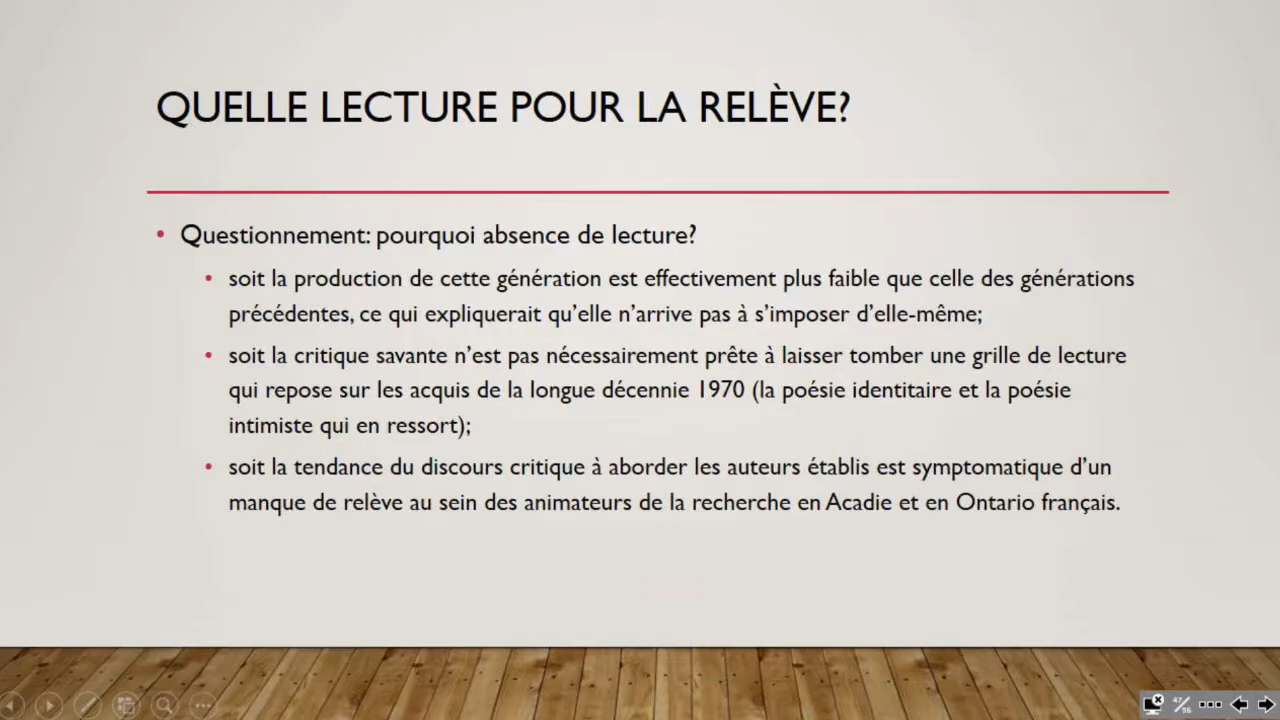 QUELLE LECTURE POUR LA RELÈVE?
• Questionnement: pourquoi absence de lecture?
• soit la production de cette génération est effectivement plus faible que celle des générations
précédentes, ce qui expliquerait qu’elle n’arrive pas à s’imposer d’elle-même;
• soit la critique savante n’est pas nécessairement prête à laisser tomber une grille de lecture
qui repose sur les acquis de la longue décennie 1970 (la poésie identitaire et la poésie
intimiste qui en ressort);
• soit la tendance du discours critique à aborder les auteurs établis est symptomatique d’un
manque de relève au sein des animateurs de la recherche en Acadie et en Ontario français.